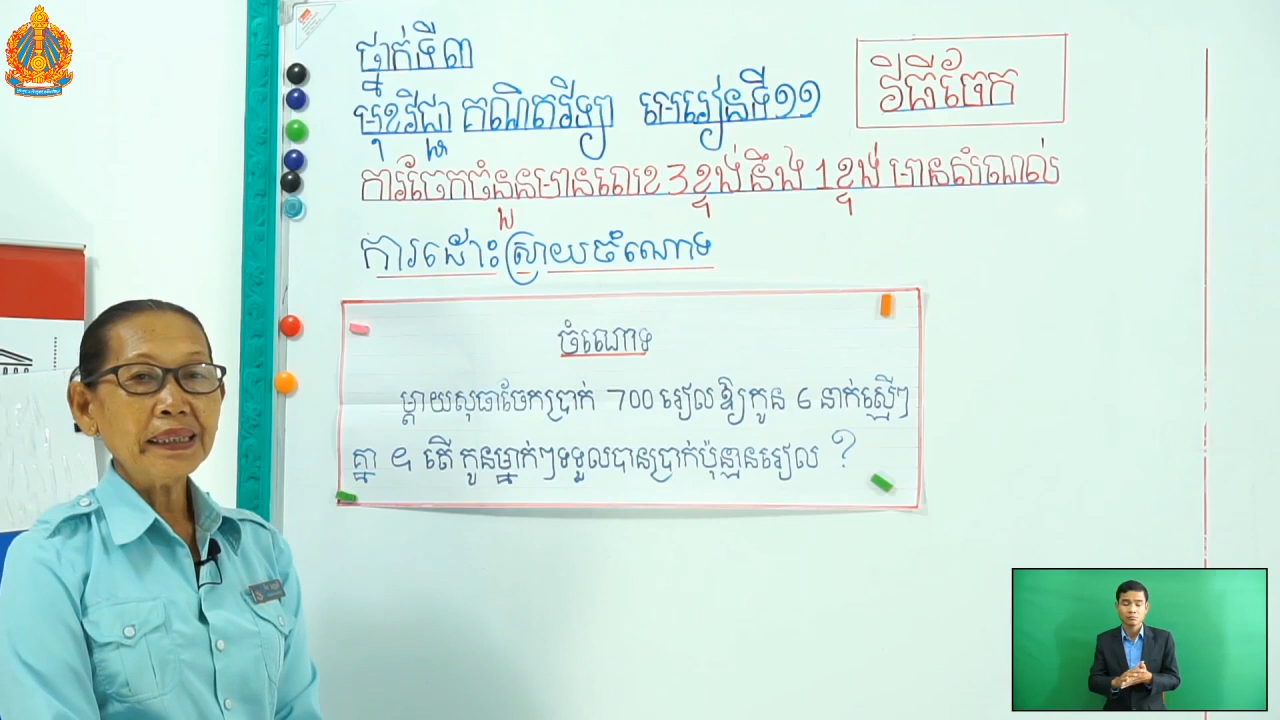 ថ្នាក់ទី ៣
មុខវិជ្ជា គណិតវិទ្យា មេរៀនទី១១
វិធីចែក
ការចែកចំនួនមានលេខ 3 ខ្ទង់ នឹង 1 ខ្ទង់ មានសំណល់
ការដោះស្រាយចំណោទ
ចំណោទ
ម្តាយសុធាចែកប្រាក់ 700 រៀលឱ្យកូន 6 នាក់ស្មើៗ
គ្នា ។ តើ កូនម្នាក់ៗទទួលបានប្រាក់ប៉ុន្មានរៀល ?